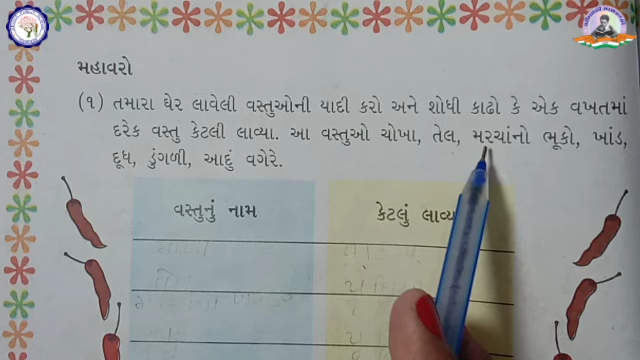 મહાવરો
(૧) તમારા ઘેર લાવેલી વસ્તુઓની યાદી કરો અને શોધી કાઢો કે એક વખતમાં
દરેક વસ્તુ કેટલી લાવ્યા. આ વસ્તુઓ ચોખા, તેલ, મરચાંનો ભૂકો, ખાંડ,
દૂધ, ડુંગળી, આદું વગેરે.
વસ્તુનું નામ
કેટલું લાવ્યા